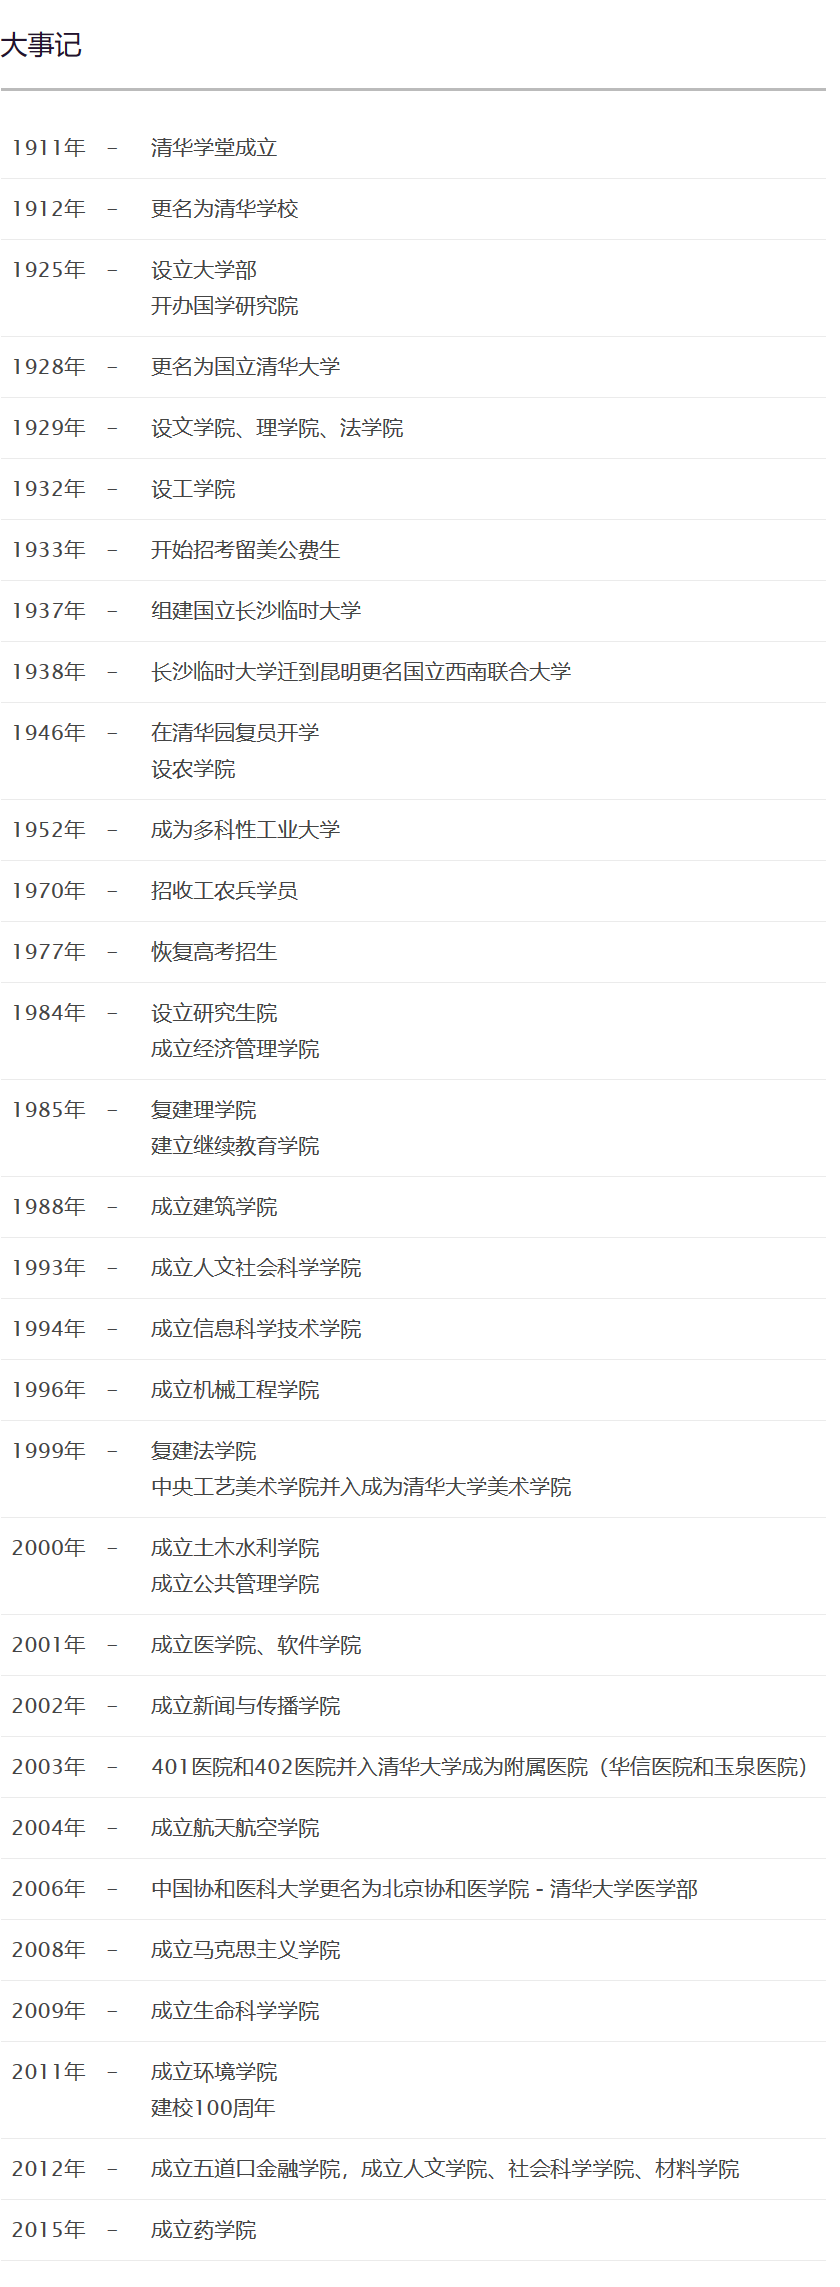 大事记
1911年 – 清华学堂成立
1912年 – 更名为清华学校
1925年 – 设立大学部
开办国学研究院
1928年 – 更名为国立清华大学
1929年 – 设文学院、理学院、法学院
1932年 – 设工学院
1933年 – 开始招考留美公费生
1937年 – 组建国立长沙临时大学
1938年 – 长沙临时大学迁到昆明更名国立西南联合大学
1946年 – 在清华园复员开学
设农学院
1952年 – 成为多科性工业大学
1970年 – 招收工农兵学员
1977年 – 恢复高考招生
1984年 – 设立研究生院
成立经济管理学院
1985年 – 复建理学院
建立继续教育学院
1988年 – 成立建筑学院
1993年 – 成立人文社会科学学院
1994年 – 成立信息科学技术学院
1996年 – 成立机械工程学院
1999年 – 复建法学院
中央工艺美术学院并入成为清华大学美术学院
2000年 – 成立土木水利学院
成立公共管理学院
2001年 – 成立医学院、软件学院
2002年 – 成立新闻与传播学院
2003年 – 401医院和402医院并入清华大学成为附属医院（华信医院和玉泉医院）
2004年 – 成立航天航空学院
2006年 – 中国协和医科大学更名为北京协和医学院 - 清华大学医学部
2008年 – 成立马克思主义学院
2009年 – 成立生命科学学院
2011年 – 成立环境学院
建校100周年
2012年 – 成立五道口金融学院，成立人文学院、社会科学学院、材料学院
2015年 – 成立药学院